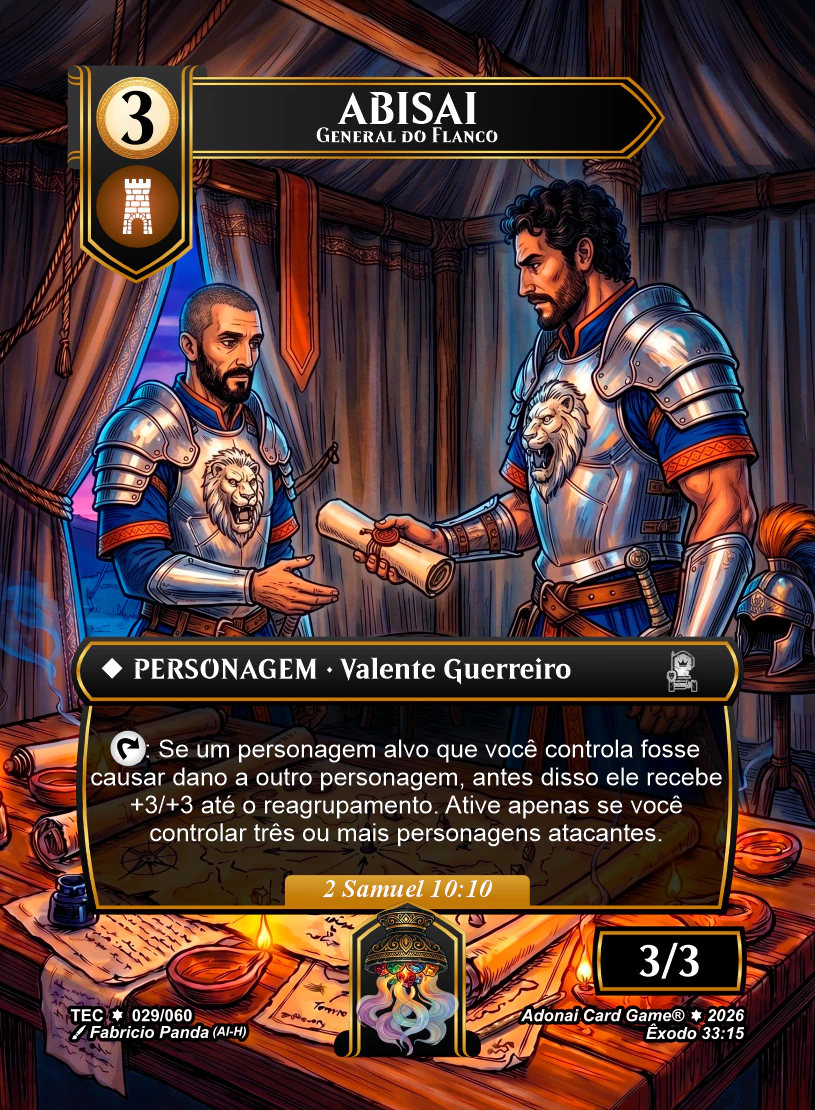 3
ABISAI
GENERAL DO FLANCO
PERSONAGEM · Valente Guerreiro
: Se um personagem alvo que você controla fosse
causar dano a outro personagem, antes disso ele recebe
+3/+3 até o reagrupamento. Ative apenas se você
controlar três ou mais personagens atacantes.
2 Samuel 10:10
3/3
TEC ✶ 029/060
Fabricio Panda (AI-H)
Adonai Card Game® ✶ 2026
Êxodo 33:15